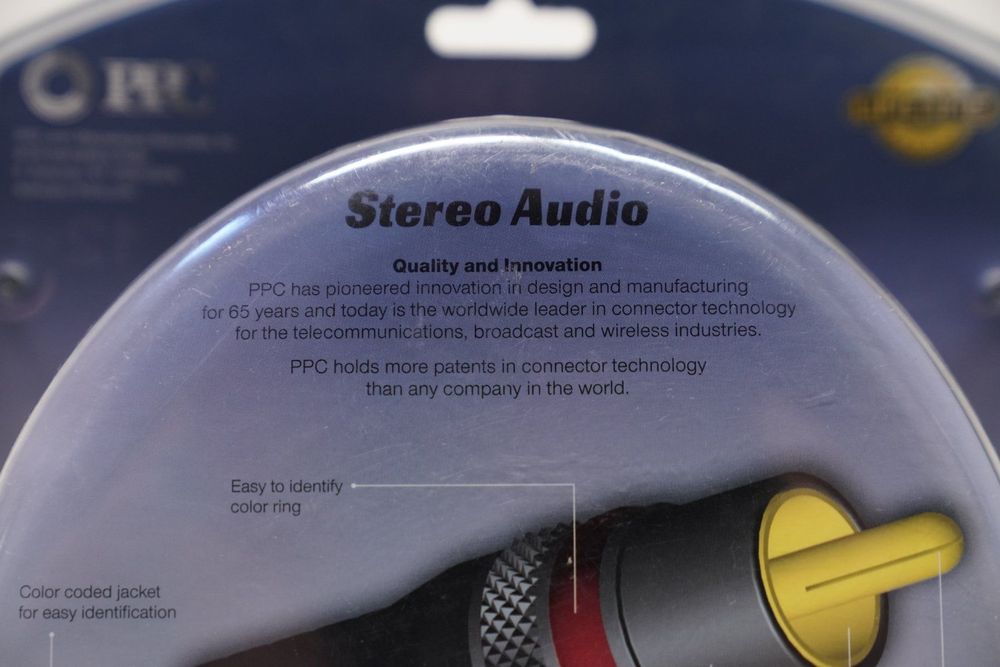 PPC
Stereo Audio
Quality and Innovation
PPC has pioneered innovation in design and manufacturing
for 65 years and today is the worldwide leader in connector technology
for the telecommunications, broadcast and wireless industries.
PPC holds more patents in connector technology
than any company in the world.
Easy to identify
color ring
Color coded jacket
for easy identification